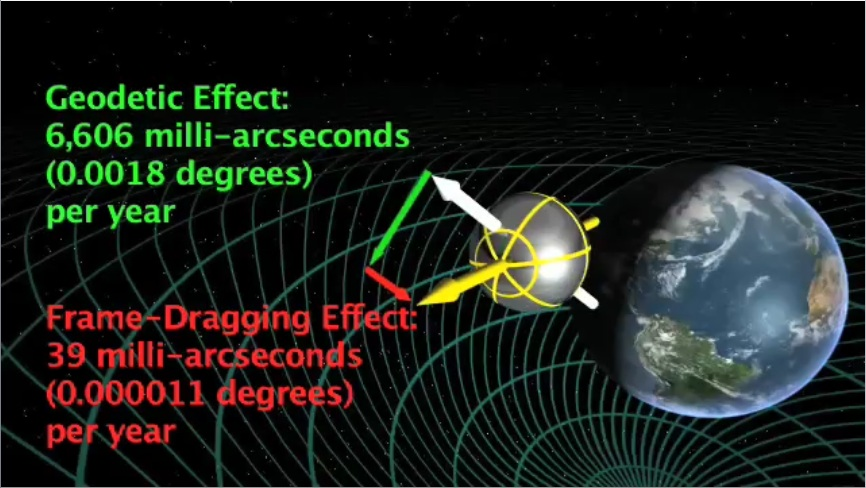 Geodetic Effect:
6,606 milli-arcseconds
(0.0018 degrees)
per year
Frame-Dragging Effect:
39 milli-arcseconds
(0.000011 degrees)
per year